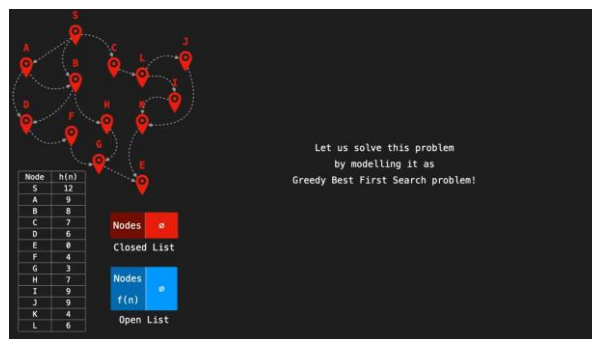 S
A
B
C
L
J
I
D
F
H
K
G
E
Let us solve this problem
by modelling it as
Greedy Best First Search problem!
Node h(n)
S 12
A 9
B 8
C 7
D 6
E 0
F 4
G 3
H 7
I 9
J 9
K 4
L 6
Nodes ∅
Closed List
Nodes
f(n) ∅
Open List